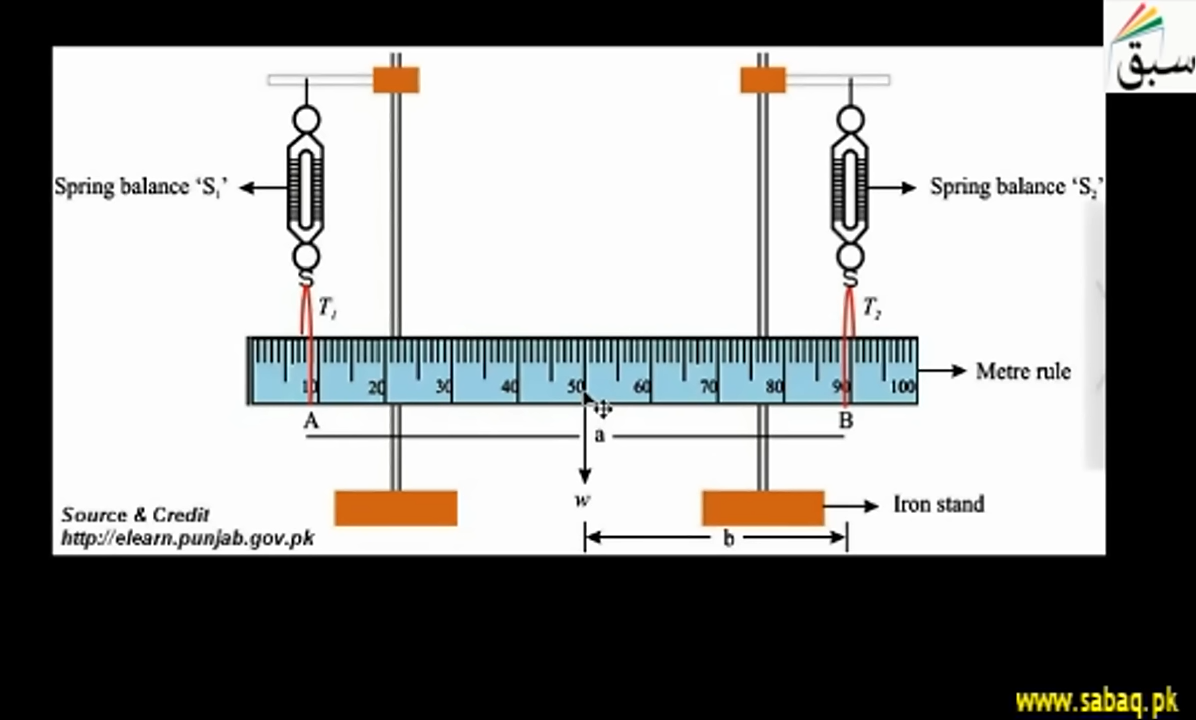 سبق
Spring balance ‘S₁’
Spring balance ‘S₂’
T₁
T₂
10 20 30 40 50 60 70 80 90 100
Metre rule
A
B
a
w
Iron stand
Source & Credit
http://elearn.punjab.gov.pk
b
www.sabaq.pk